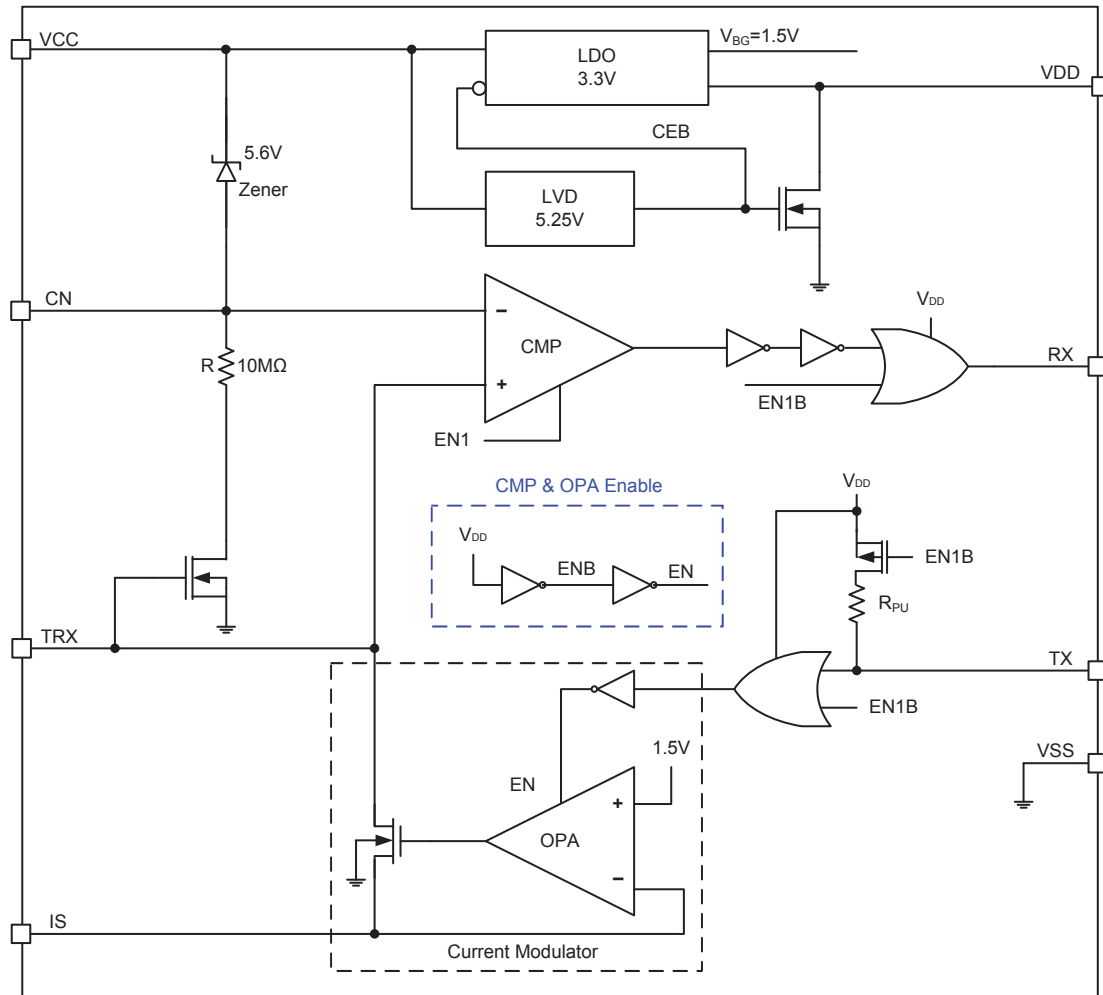 VCC
LDO
3.3V
V_BG=1.5V
VDD
CEB
5.6V
Zener
LVD
5.25V
CN
CMP
V_DD
RX
R 10MΩ
EN1B
EN1
CMP & OPA Enable
V_DD
ENB
EN
V_DD
EN1B
R_PU
TRX
TX
EN1B
1.5V
VSS
EN
OPA
IS
Current Modulator